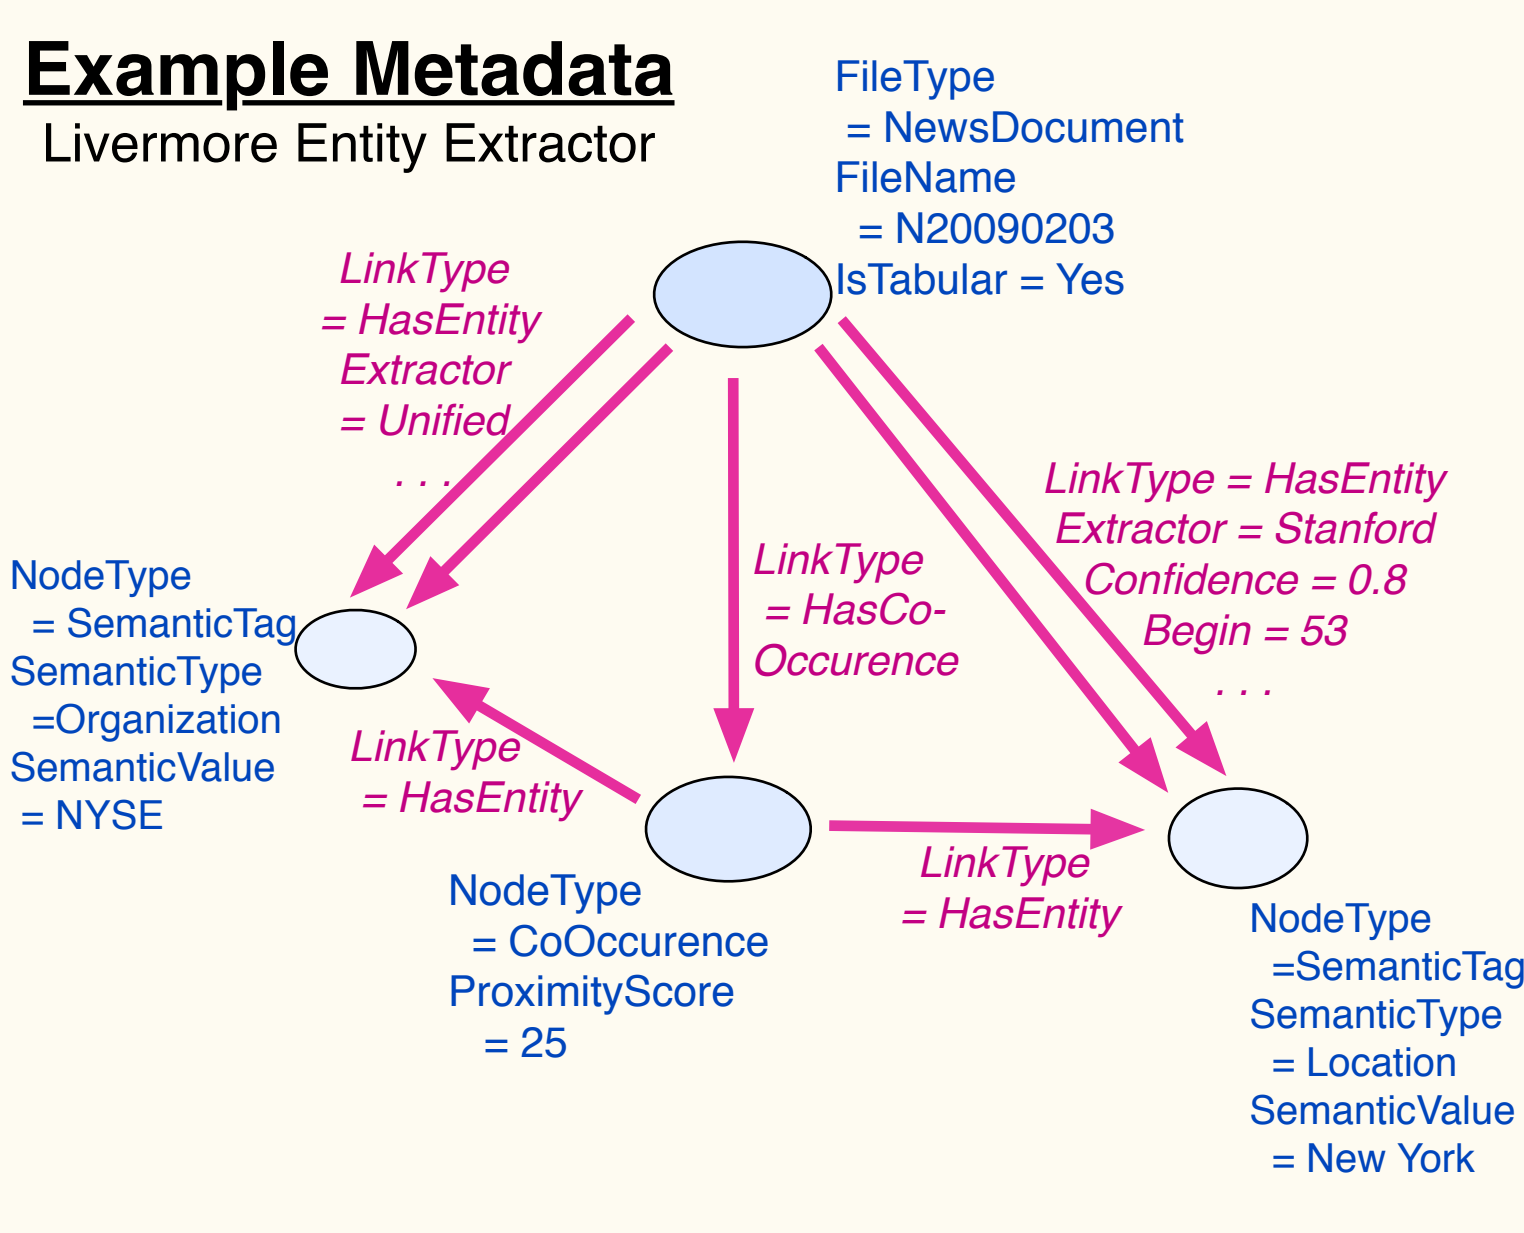 Example Metadata
Livermore Entity Extractor
FileType
= NewsDocument
FileName
= N20090203
IsTabular = Yes
LinkType
= HasEntity
Extractor
= Unified
. . .
LinkType = HasEntity
Extractor = Stanford
Confidence = 0.8
Begin = 53
. . .
LinkType
= HasCo-
Occurence
NodeType
= SemanticTag
SemanticType
=Organization
SemanticValue
= NYSE
LinkType
= HasEntity
LinkType
= HasEntity
NodeType
= CoOccurence
ProximityScore
= 25
NodeType
=SemanticTag
SemanticType
= Location
SemanticValue
= New York